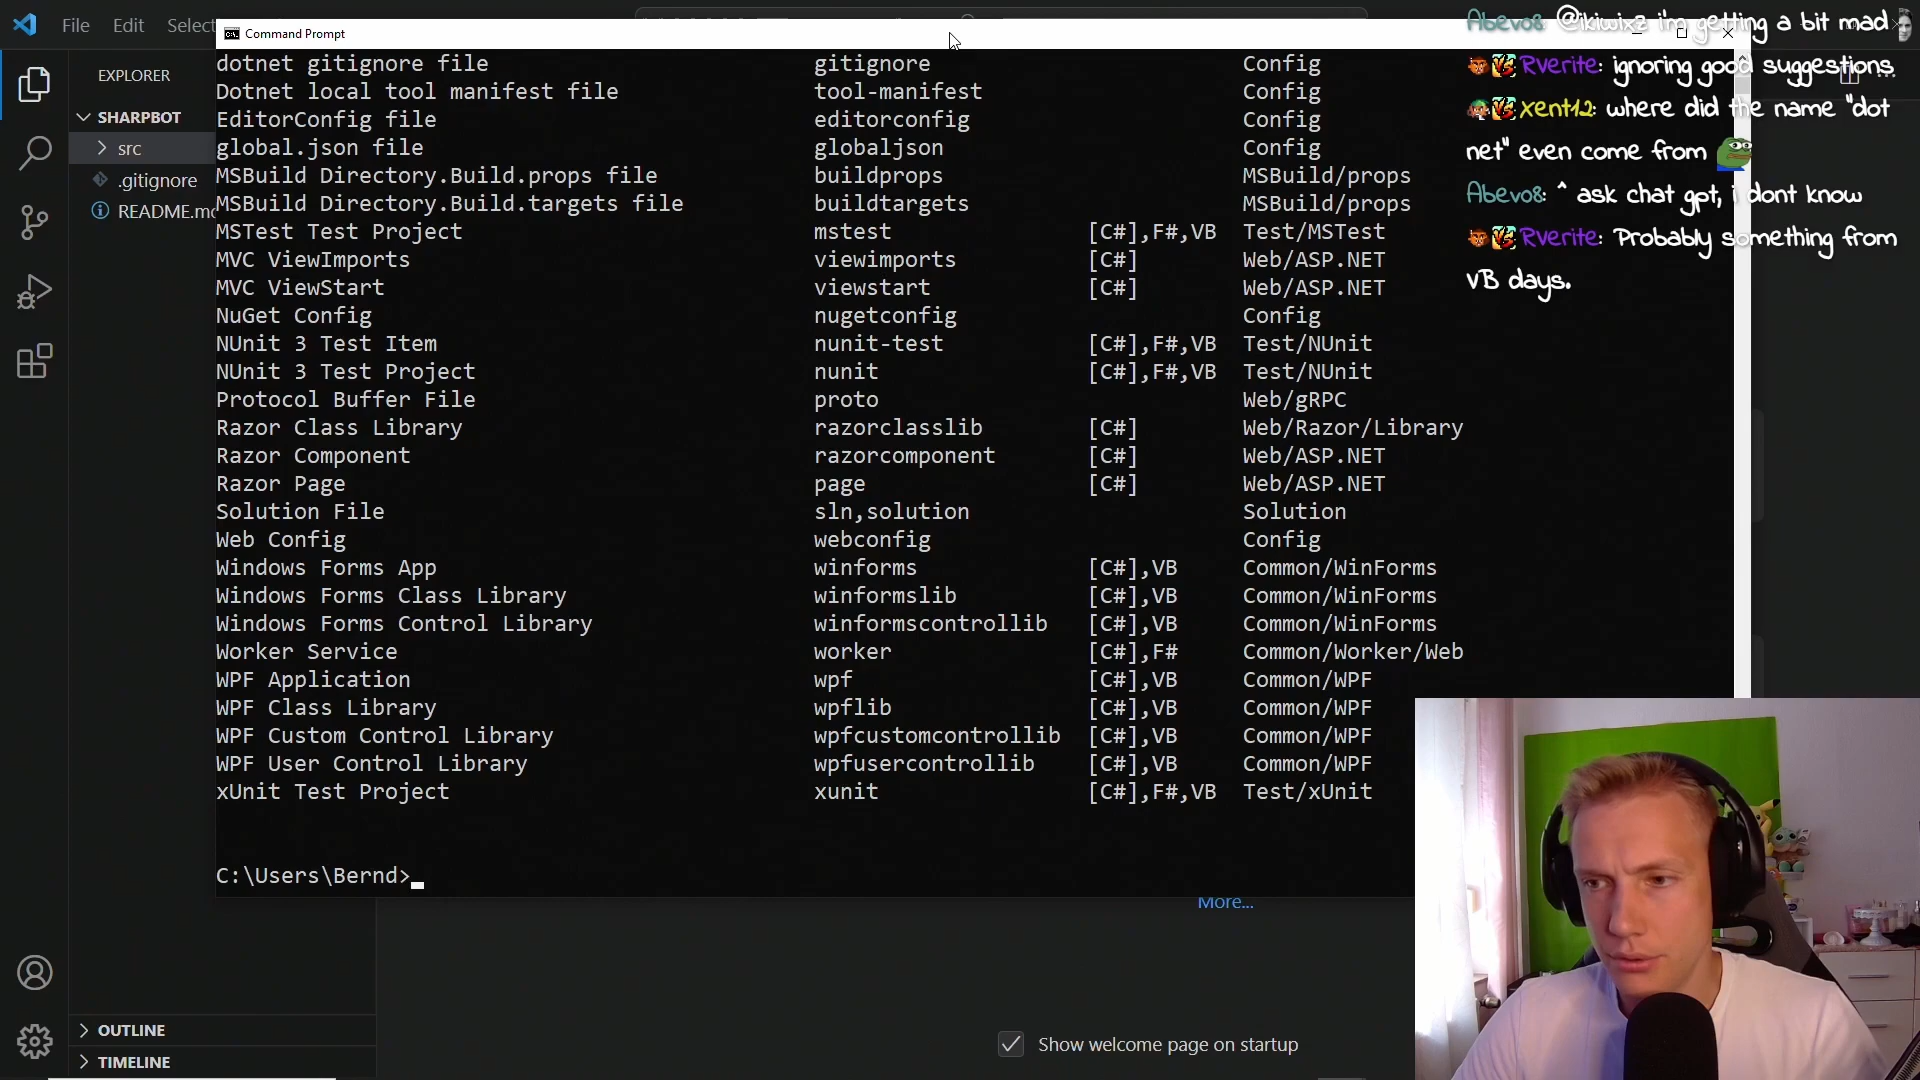 File Edit Select
Command Prompt
EXPLORER
SHARPBOT
src
.gitignore
README.md
dotnet gitignore file gitignore Config
Dotnet local tool manifest file tool-manifest Config
EditorConfig file editorconfig Config
global.json file globaljson Config
MSBuild Directory.Build.props file buildprops MSBuild/props
MSBuild Directory.Build.targets file buildtargets MSBuild/props
MSTest Test Project mstest [C#],F#,VB Test/MSTest
MVC ViewImports viewimports [C#] Web/ASP.NET
MVC ViewStart viewstart [C#] Web/ASP.NET
NuGet Config nugetconfig Config
NUnit 3 Test Item nunit-test [C#],F#,VB Test/NUnit
NUnit 3 Test Project nunit [C#],F#,VB Test/NUnit
Protocol Buffer File proto Web/gRPC
Razor Class Library razorclasslib [C#] Web/Razor/Library
Razor Component razorcomponent [C#] Web/ASP.NET
Razor Page page [C#] Web/ASP.NET
Solution File sln,solution Solution
Web Config webconfig Config
Windows Forms App winforms [C#],VB Common/WinForms
Windows Forms Class Library winformslib [C#],VB Common/WinForms
Windows Forms Control Library winformscontrollib [C#],VB Common/WinForms
Worker Service worker [C#],F# Common/Worker/Web
WPF Application wpf [C#],VB Common/WPF
WPF Class Library wpflib [C#],VB Common/WPF
WPF Custom Control Library wpfcustomcontrollib [C#],VB Common/WPF
WPF User Control Library wpfusercontrollib [C#],VB Common/WPF
xUnit Test Project xunit [C#],F#,VB Test/xUnit
C:\Users\Bernd>
Abevo8: @ikiwixz i'm getting a bit mad
Rverite: ignoring good suggestions
xent12: where did the name "dot
net" even come from
Abevo8: ^ ask chat gpt, i dont know
Rverite: Probably something from
VB days.
More...
Show welcome page on startup
OUTLINE
TIMELINE